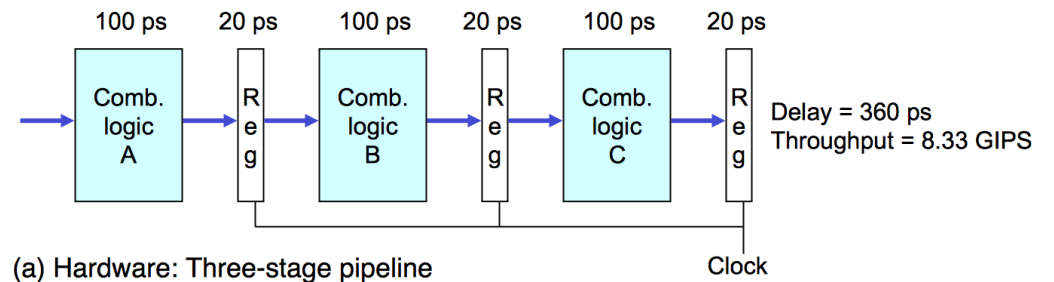 100 ps 20 ps 100 ps 20 ps 100 ps 20 ps
Comb.
logic
A
R
e
g
Comb.
logic
B
R
e
g
Comb.
logic
C
R
e
g
Delay = 360 ps
Throughput = 8.33 GIPS
Clock
(a) Hardware: Three-stage pipeline